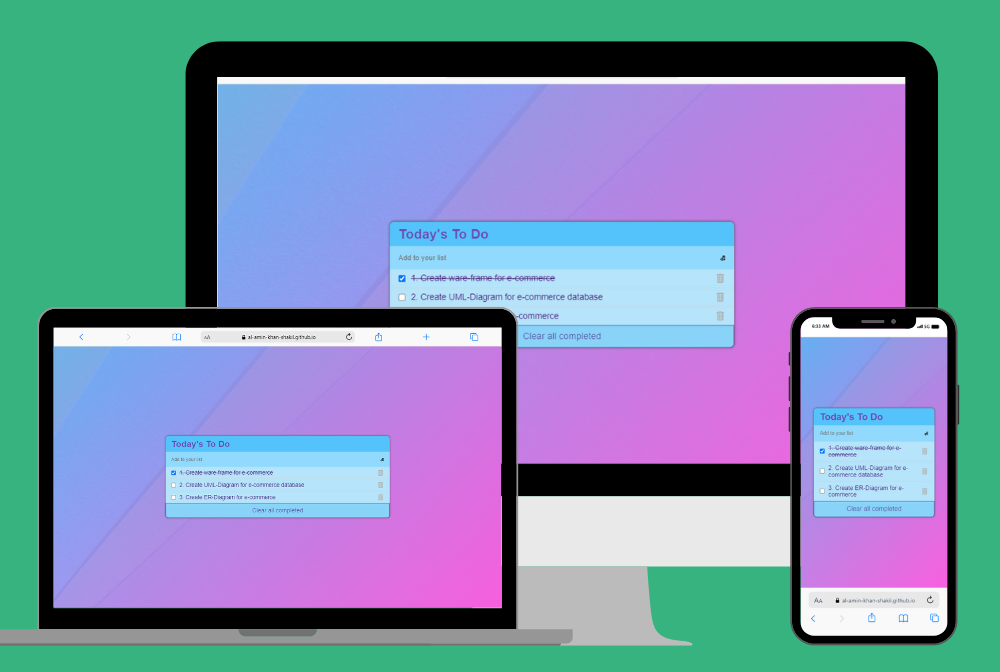 Today's To Do
Add to your list
1. Create ware-frame for e-commerce
2. Create UML-Diagram for e-commerce database
-commerce
Clear all completed
AA
al-amin-khan-shakil.github.io
Today's To Do
Add to your list
1. Create ware-frame for e-commerce
2. Create UML-Diagram for e-commerce database
3. Create ER-Diagram for e-commerce
Clear all completed
9:33 AM
5G
Today's To Do
Add to your list
1. Create ware-frame for e-
commerce
2. Create UML-Diagram for e-
commerce database
3. Create ER-Diagram for e-
commerce
Clear all completed
AA
al-amin-khan-shakil.github.io